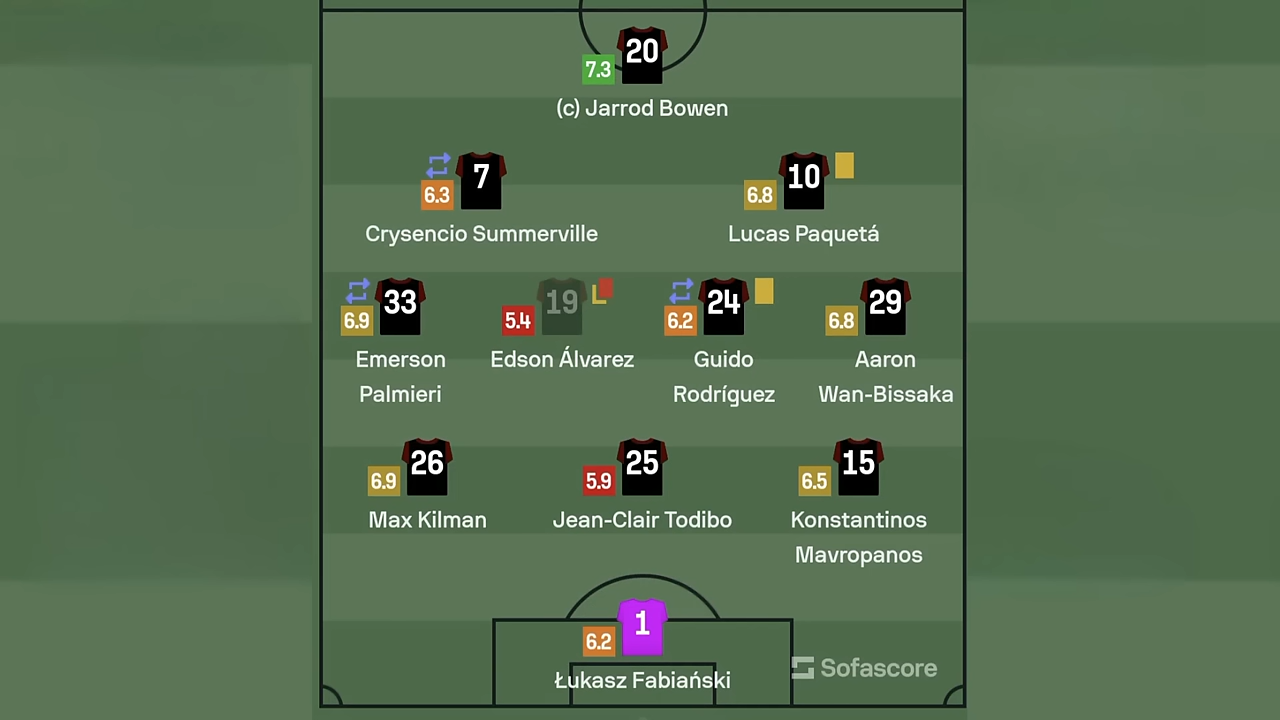 20
7.3
(c) Jarrod Bowen
7
6.3
Crysencio Summerville
10
6.8
Lucas Paquetá
33
6.9
Emerson
Palmieri
19
5.4
Edson Álvarez
24
6.2
Guido
Rodríguez
29
6.8
Aaron
Wan-Bissaka
26
6.9
Max Kilman
25
5.9
Jean-Clair Todibo
15
6.5
Konstantinos
Mavropanos
1
6.2
Łukasz Fabiański
Sofascore